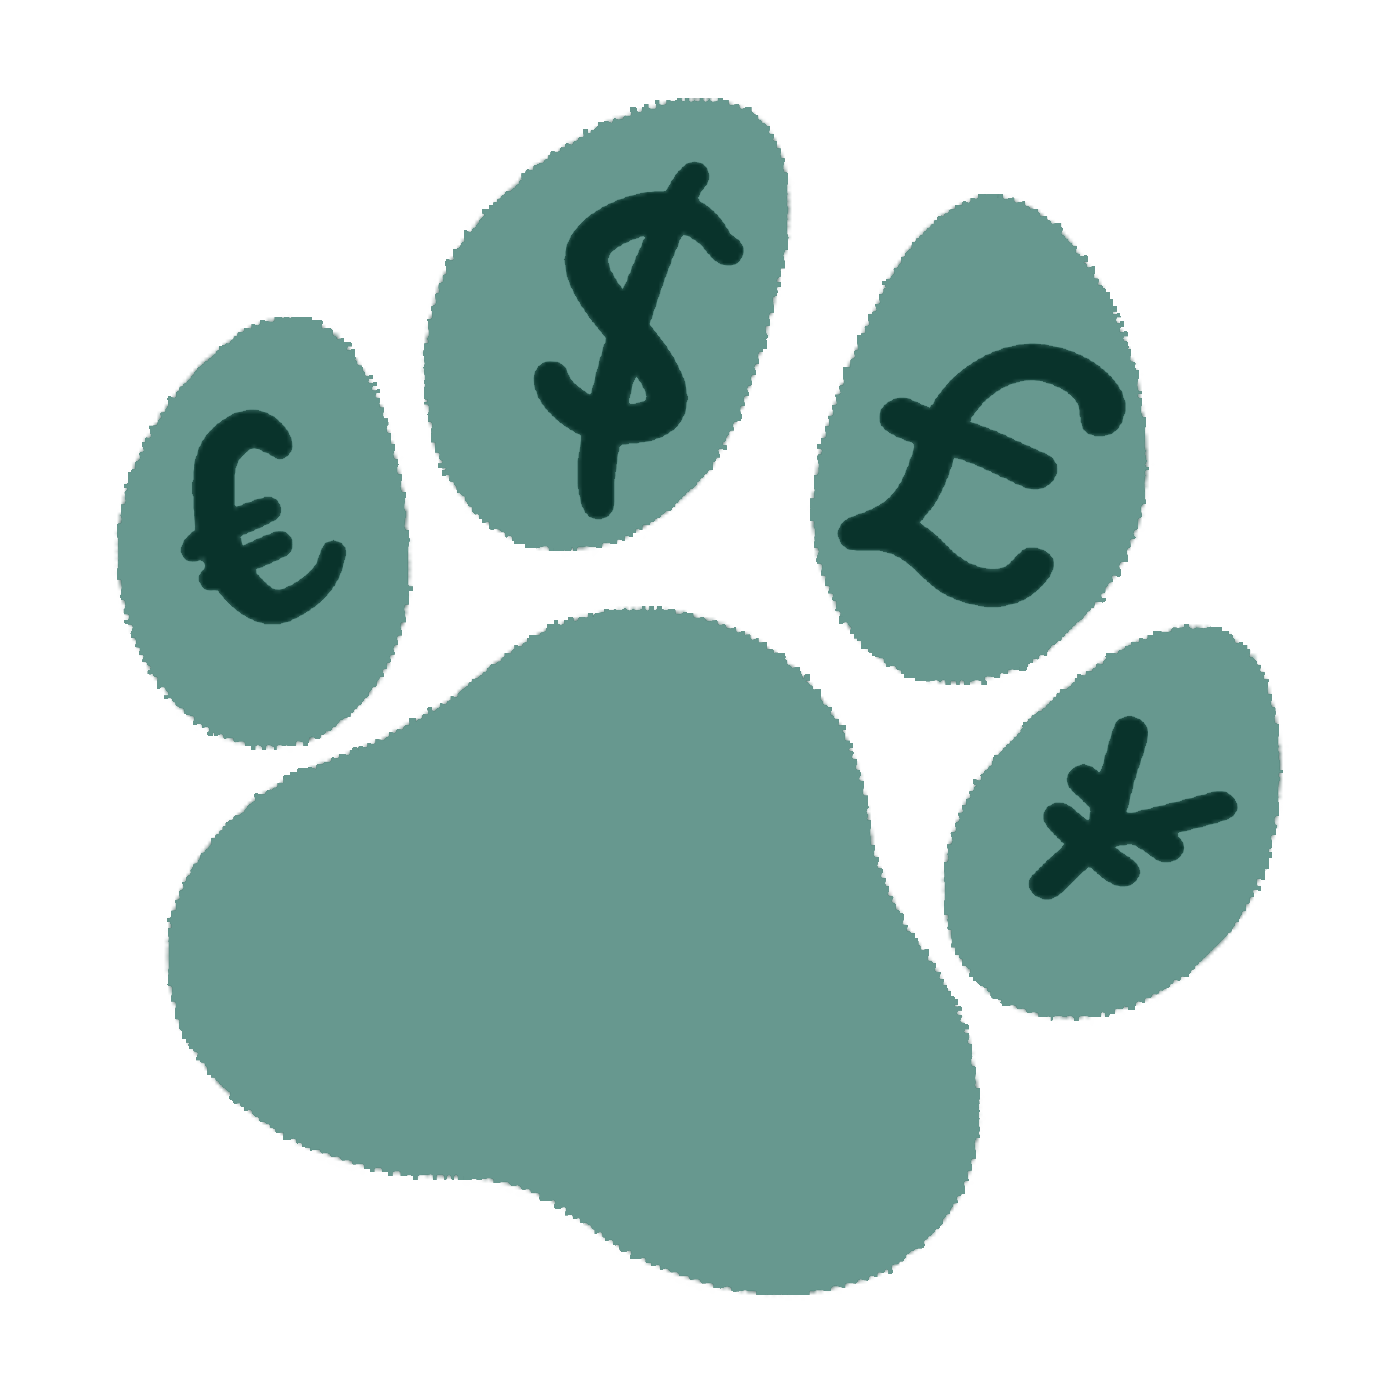 € $ £ ¥